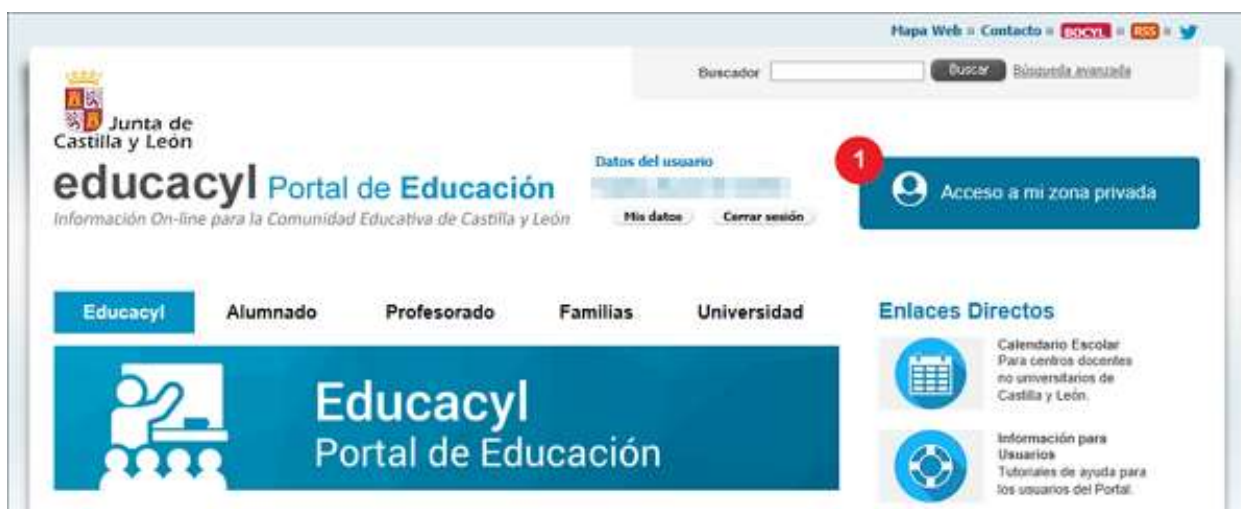 Mapa Web Contacto BOCYL RSS
Buscador Buscar Búsqueda avanzada
Junta de
Castilla y León
educacyl Portal de Educación
Información On-line para la Comunidad Educativa de Castilla y León
Datos del usuario
Mis datos Cerrar sesión
1
Acceso a mi zona privada
Educacyl Alumnado Profesorado Familias Universidad
Educacyl
Portal de Educación
Enlaces Directos
Calendario Escolar
Para centros docentes
no universitarios de
Castilla y León.
Información para
Usuarios
Tutoriales de ayuda para
los usuarios del Portal.